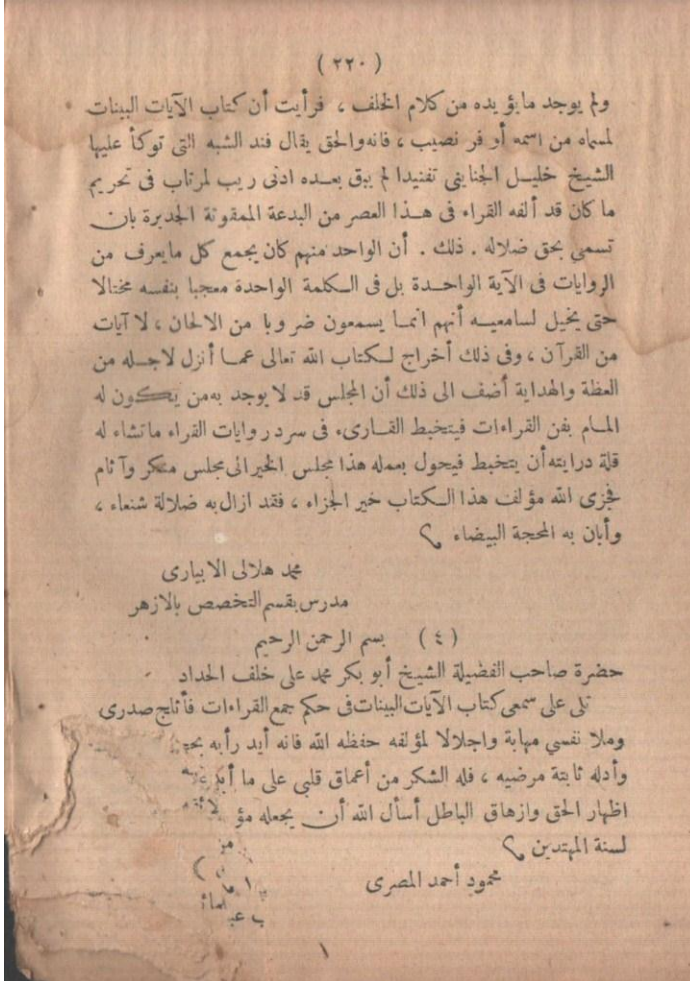 ( ٢٢٠ )
ولم يوجد ما يؤيده من كلام الخلف ، فرأيت أن كتاب الآيات البينات
لمسماه من اسمه أوفر نصيب ، فانه والحق يقال فند الشبه التى توكأ عليها
الشيخ خليل الجنايني تفنيدا لم يبق بعده ادنى ريب لمرتاب فى تحريم
ما كان قد ألفه القراء فى هذا العصر من البدعة الممقوتة الجديرة بان
تسمي بحق ضلاله . ذلك . أن الواحد منهم كان يجمع كل ما يعرف من
الروايات فى الآية الواحدة بل فى الكلمة الواحدة معجبا بنفسه مختالا
حتى يخيل لسامعيه أنهم انما يسمعون ضروبا من الالحان ، لا آيات
من القرآن ، وفى ذلك أخراج لكتاب الله تعالى عما أنزل لاجله من
العظة والهداية أضف الى ذلك أن المجلس قد لا يوجد به من يكون له
المام بفن القراءات فيتخبط القارىء فى سرد روايات القراء ما تشاء له
قلة درايته أن يتخبط فيحول بعمله هذا مجلس الخير الى مجلس منكر وآثام
فجزى الله مؤلف هذا الكتاب خير الجزاء ، فقد ازال به ضلالة شنعاء ،
وأبان به المحجة البيضاء
محمد هلالى الابيارى
مدرس بقسم التخصص بالازهر
( ٤ ) بسم الرحمن الرحيم
حضرة صاحب الفضيلة الشيخ أبو بكر محمد على خلف الحداد
تلى على سمعى كتاب الآيات البينات فى حكم جمع القراءات فأثلج صدرى
وملا نفسي مهابة واجلالا لمؤلفه حفظه الله فانه أيد رأيه
وأدله ثابتة مرضيه ، فله الشكر من أعماق قلبى على ما
اظهار الحق وازهاق الباطل أسأل الله أن يجعله
لسنة المهتدين
محمود أحمد المصرى